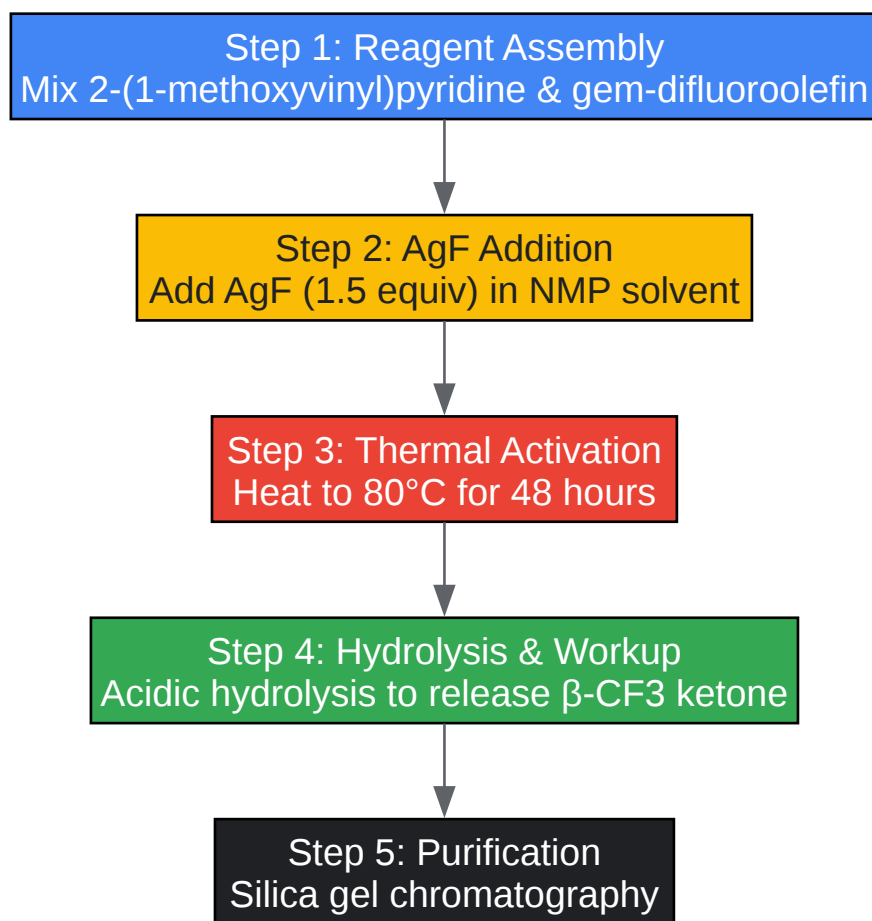 Step 1: Reagent Assembly
Mix 2-(1-methoxyvinyl)pyridine & gem-difluoroolefin
Step 2: AgF Addition
Add AgF (1.5 equiv) in NMP solvent
Step 3: Thermal Activation
Heat to 80°C for 48 hours
Step 4: Hydrolysis & Workup
Acidic hydrolysis to release β-CF3 ketone
Step 5: Purification
Silica gel chromatography